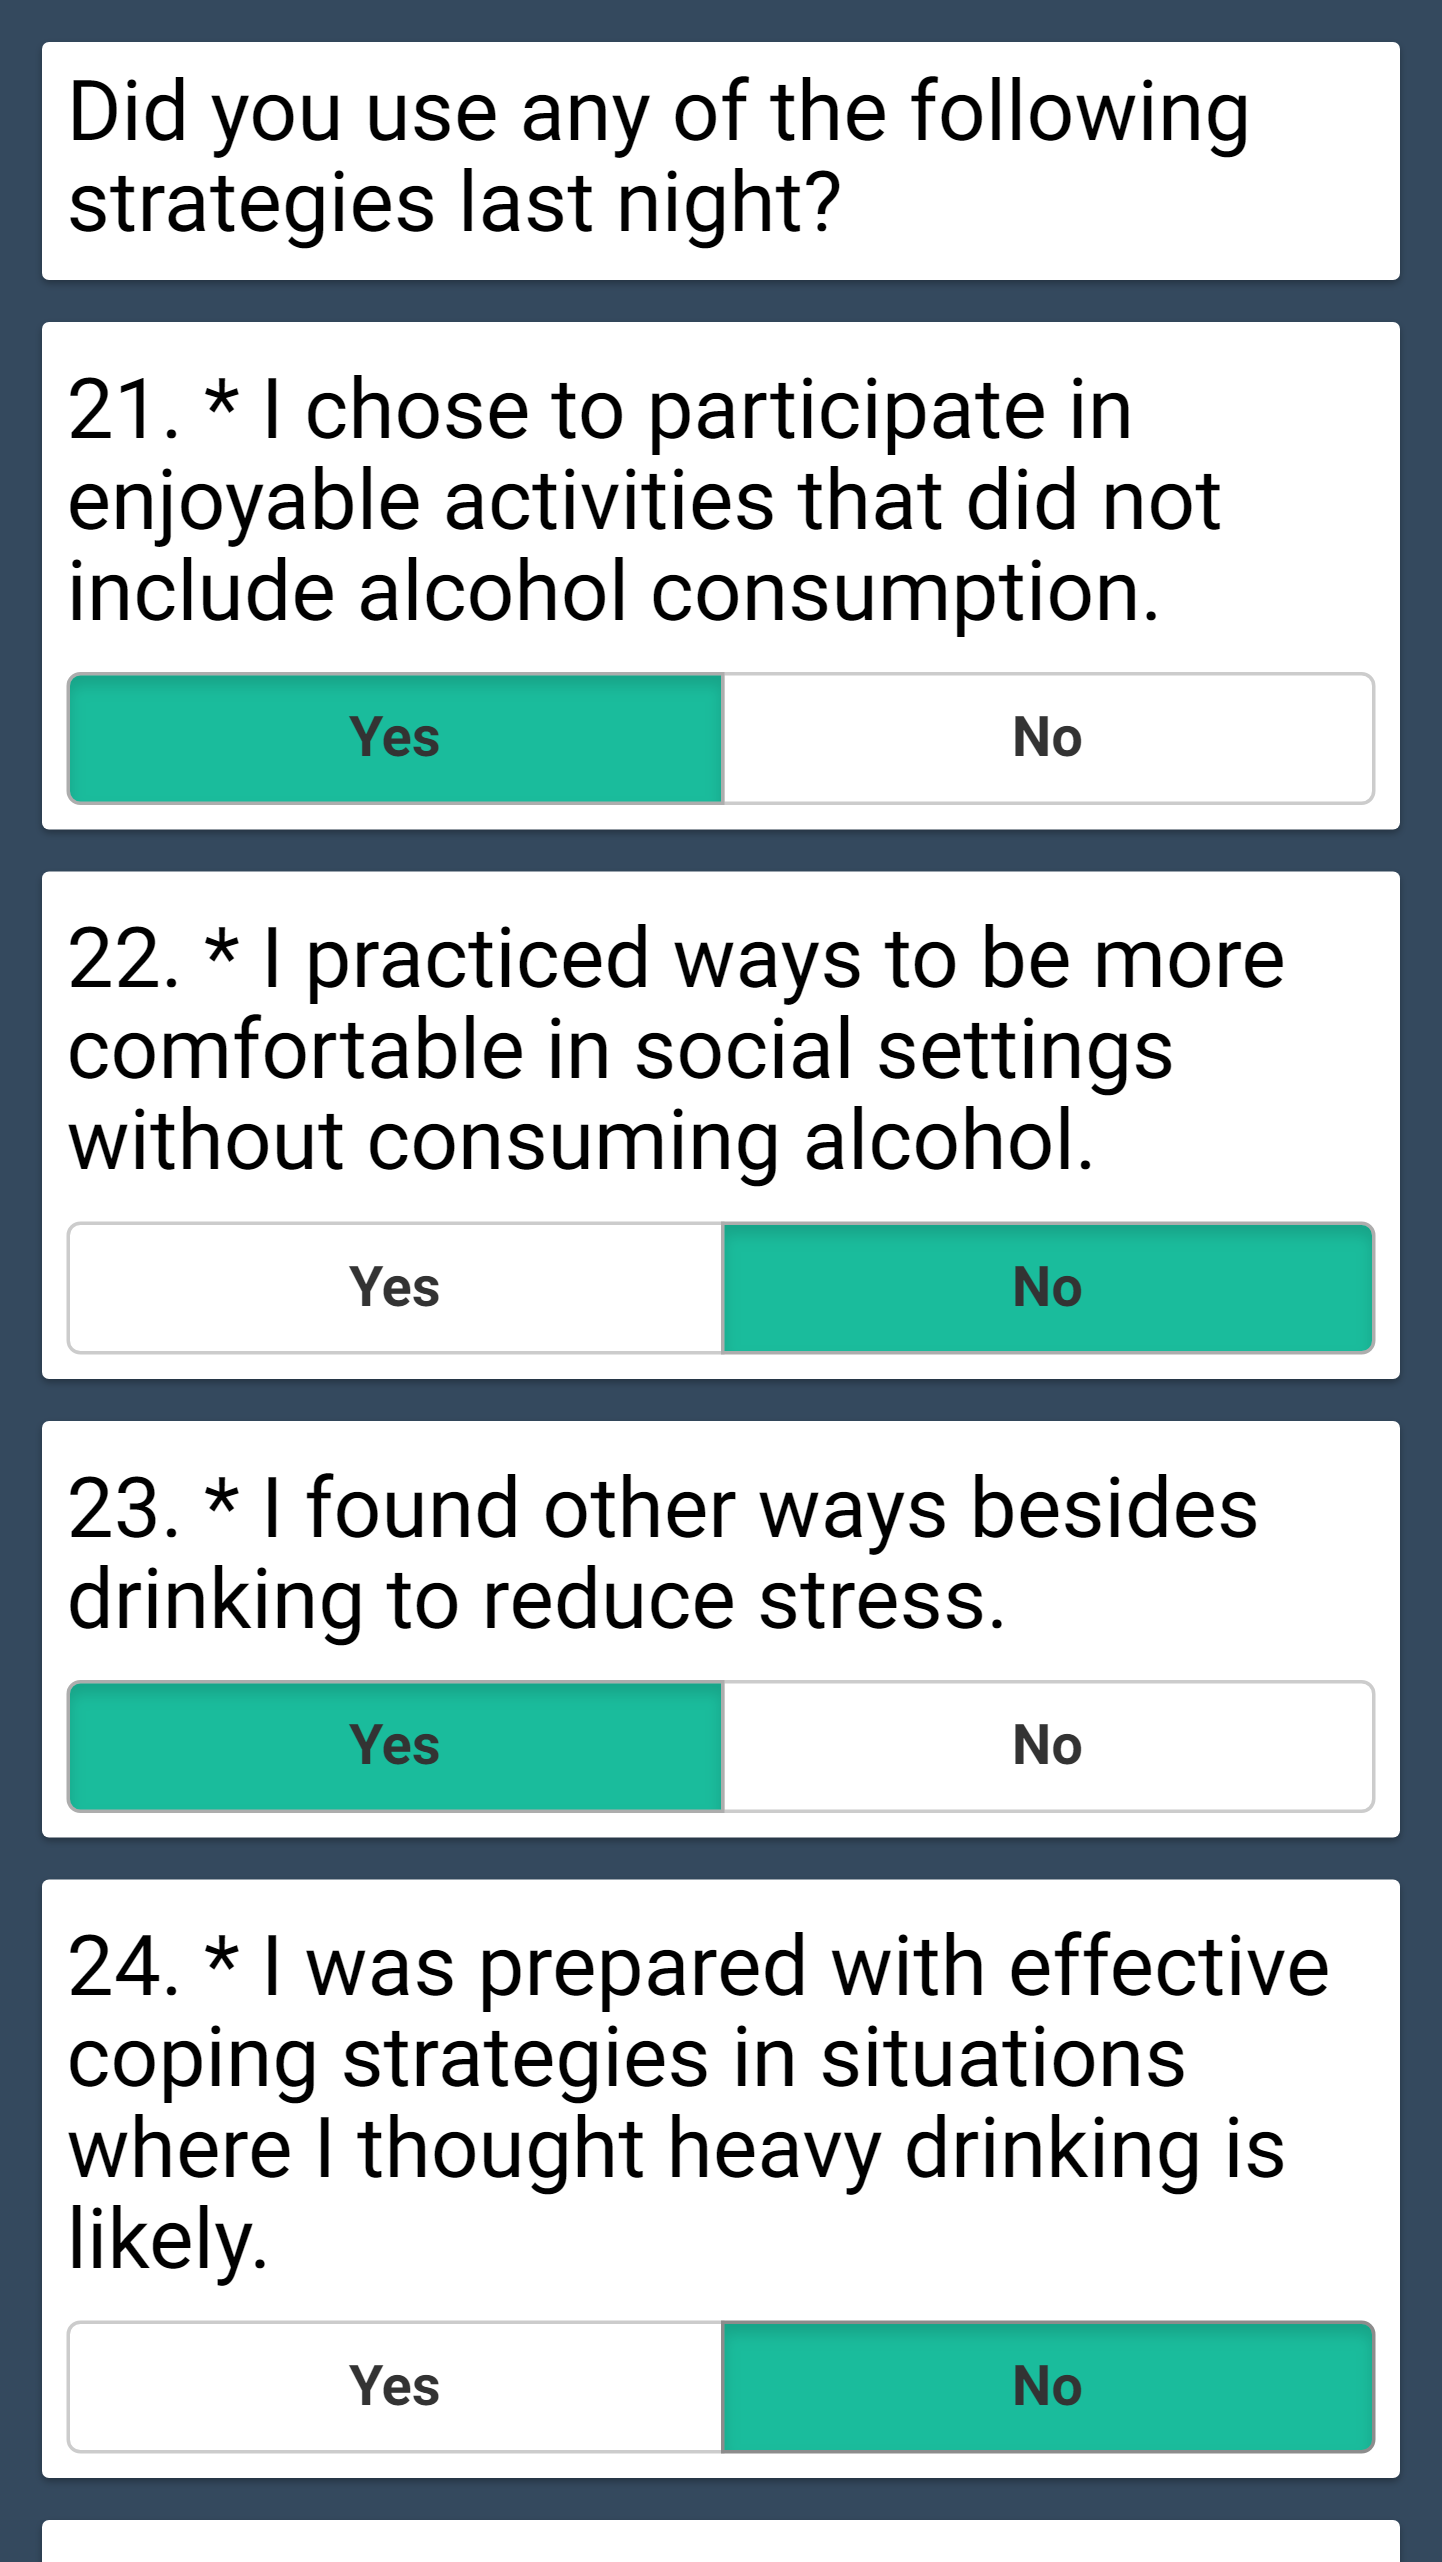 Did you use any of the following
strategies last night?
21. * I chose to participate in
enjoyable activities that did not
include alcohol consumption.
Yes No
22. * I practiced ways to be more
comfortable in social settings
without consuming alcohol.
Yes No
23. * I found other ways besides
drinking to reduce stress.
Yes No
24. * I was prepared with effective
coping strategies in situations
where I thought heavy drinking is
likely.
Yes No